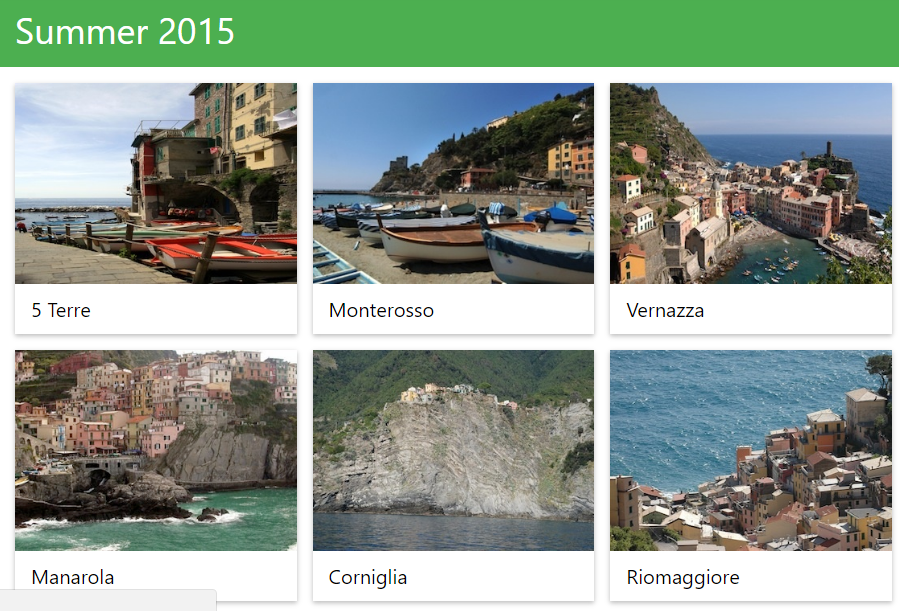 Summer 2015
5 Terre
Monterosso
Vernazza
Manarola
Corniglia
Riomaggiore